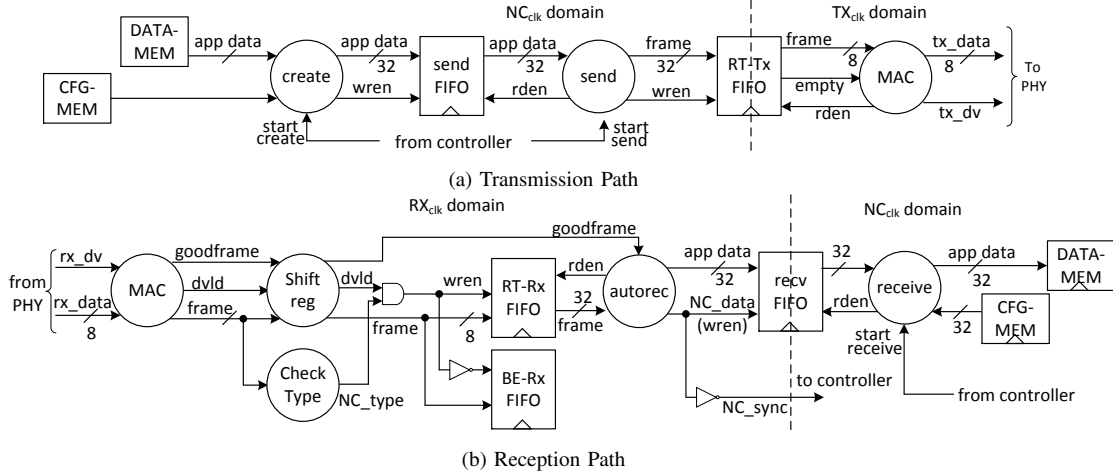 NCclk domain
TXclk domain
DATA-
MEM
app data
app data
32
app data
32
frame
32
frame
8
tx_data
8
CFG-
MEM
create
send
FIFO
send
RT-Tx
FIFO
MAC
To
PHY
wren
rden
wren
empty
rden
tx_dv
start
create
from controller
start
send
(a) Transmission Path
RXclk domain
NCclk domain
from
PHY
rx_dv
rx_data
8
MAC
goodframe
dvld
frame
Shift
reg
goodframe
dvld
wren
frame
8
RT-Rx
FIFO
rden
32
frame
autorec
app data
32
NC_data
(wren)
recv
FIFO
32
rden
receive
app data
32
DATA-
MEM
32
CFG-
MEM
start
receive
Check
Type
NC_type
BE-Rx
FIFO
NC_sync
to controller
from controller
(b) Reception Path